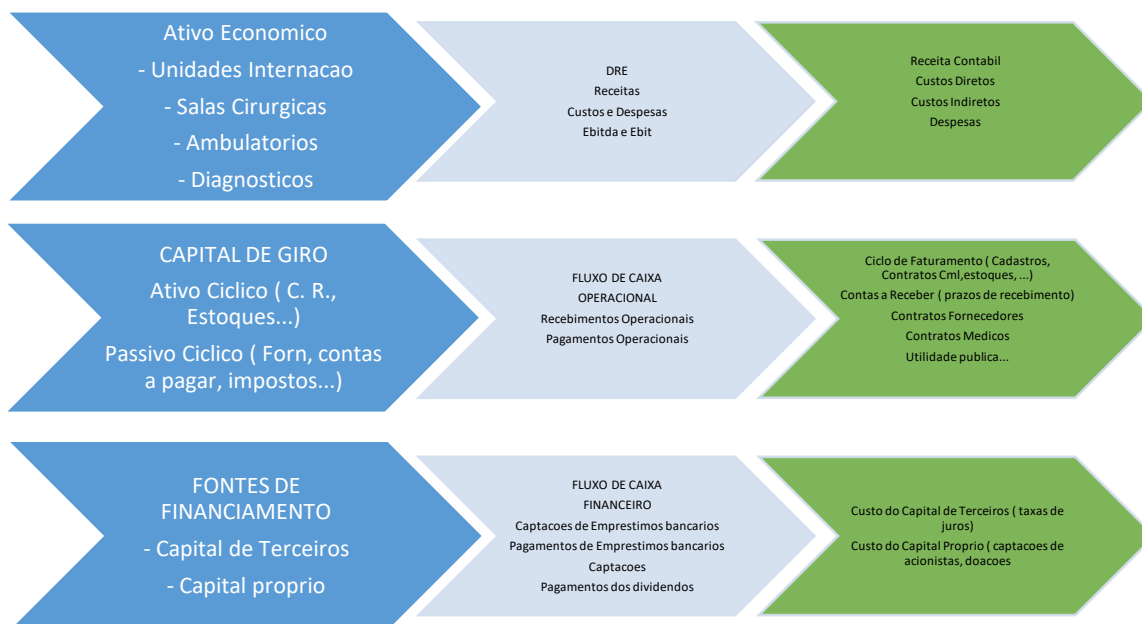 Ativo Economico
- Unidades Internacao
- Salas Cirurgicas
- Ambulatorios
- Diagnosticos
DRE
Receitas
Custos e Despesas
Ebitda e Ebit
Receita Contabil
Custos Diretos
Custos Indiretos
Despesas
CAPITAL DE GIRO
Ativo Ciclico ( C. R.,
Estoques...)
Passivo Ciclico ( Forn, contas
a pagar, impostos...)
FLUXO DE CAIXA
OPERACIONAL
Recebimentos Operacionais
Pagamentos Operacionais
Ciclo de Faturamento ( Cadastros,
Contratos Cml,estoques, ...)
Contas a Receber ( prazos de recebimento)
Contratos Fornecedores
Contratos Medicos
Utilidade publica...
FONTES DE
FINANCIAMENTO
- Capital de Terceiros
- Capital proprio
FLUXO DE CAIXA
FINANCEIRO
Captacoes de Emprestimos bancarios
Pagamentos de Emprestimos bancarios
Captacoes
Pagamentos dos dividendos
Custo do Capital de Terceiros ( taxas de
juros)
Custo do Capital Proprio ( captacoes de
acionistas, doacoes